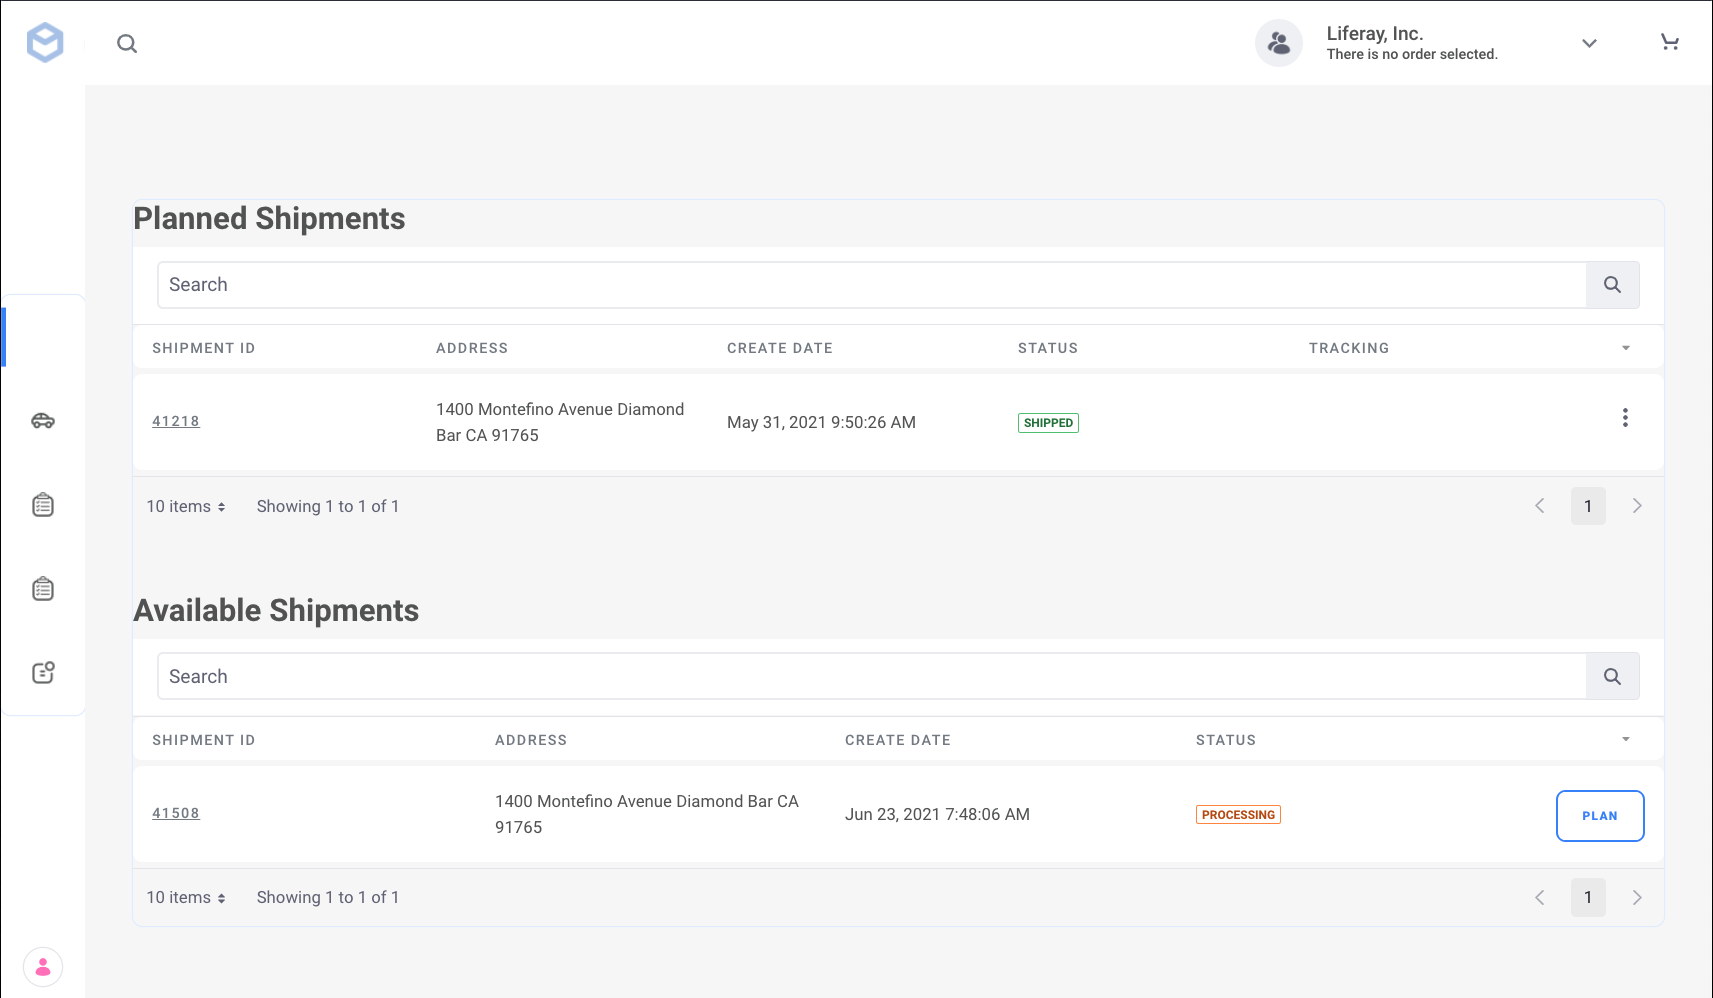 Liferay, Inc.
There is no order selected.
Planned Shipments
Search
SHIPMENT ID ADDRESS CREATE DATE STATUS TRACKING
41218 1400 Montefino Avenue Diamond Bar CA 91765 May 31, 2021 9:50:26 AM SHIPPED
10 items Showing 1 to 1 of 1 1
Available Shipments
Search
SHIPMENT ID ADDRESS CREATE DATE STATUS
41508 1400 Montefino Avenue Diamond Bar CA 91765 Jun 23, 2021 7:48:06 AM PROCESSING PLAN
10 items Showing 1 to 1 of 1 1